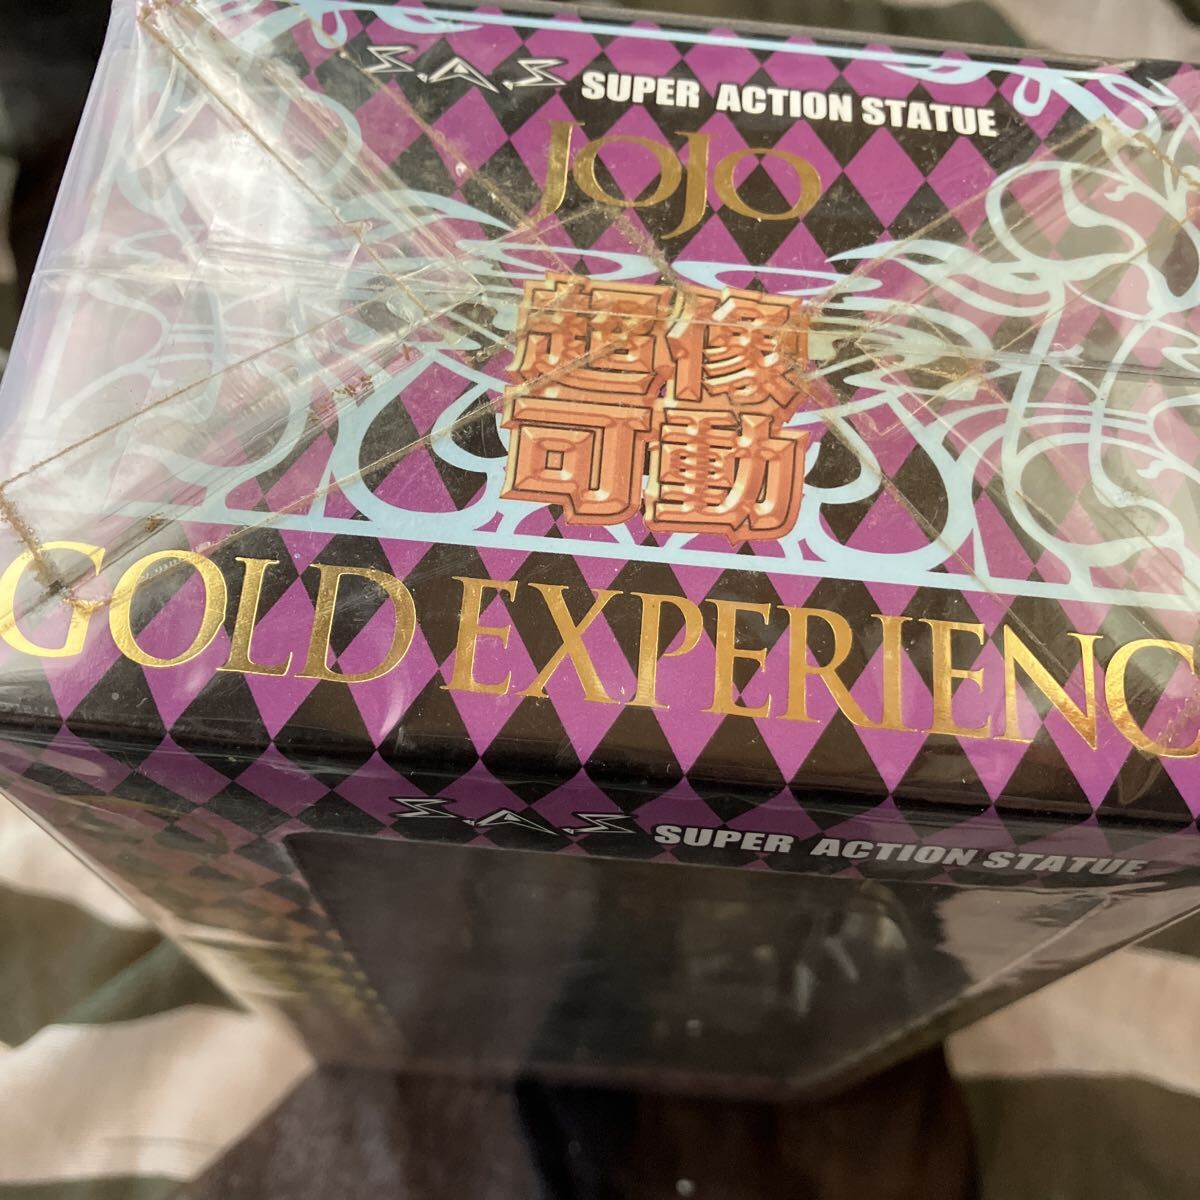 S.A.S SUPER ACTION STATUE
JOJO
超像
可動
GOLD EXPERIENC
S.A.S SUPER ACTION STATUE